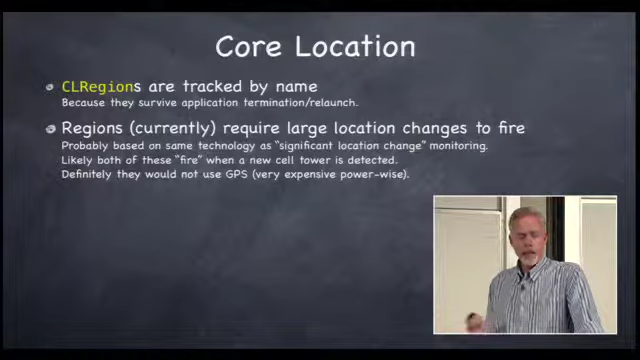 Core Location
CLRegions are tracked by name
Because they survive application termination/relaunch.
Regions (currently) require large location changes to fire
Probably based on same technology as "significant location change" monitoring.
Likely both of these "fire" when a new cell tower is detected.
Definitely they would not use GPS (very expensive power-wise).